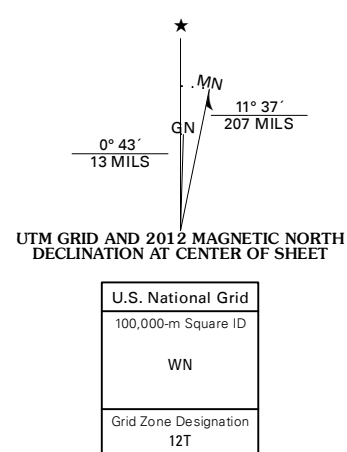 ★
MN
11° 37´
207 MILS
GN
0° 43´
13 MILS
UTM GRID AND 2012 MAGNETIC NORTH
DECLINATION AT CENTER OF SHEET
U.S. National Grid
100,000-m Square ID
WN
Grid Zone Designation
12T